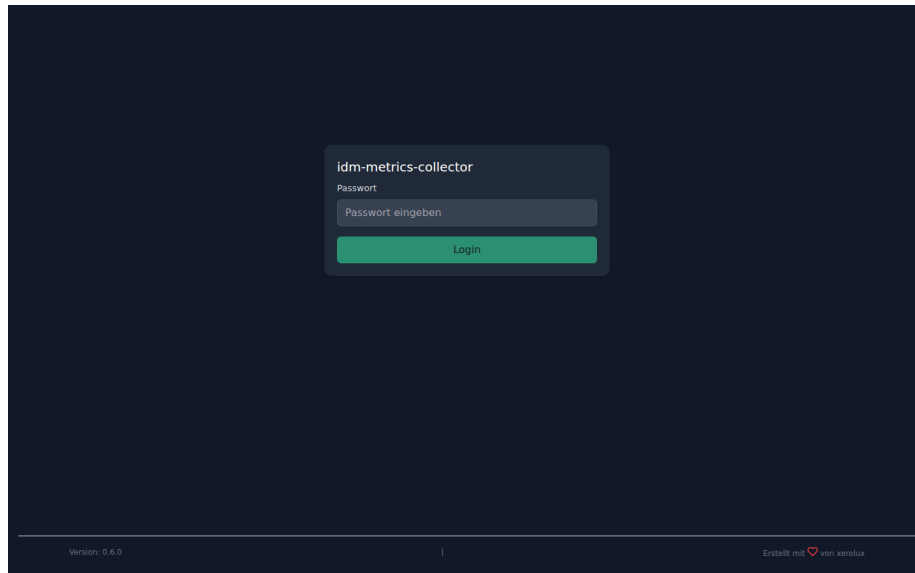 idm-metrics-collector
Passwort
Passwort eingeben
Login
Version: 0.6.0 | Erstellt mit ♡ von xerolux